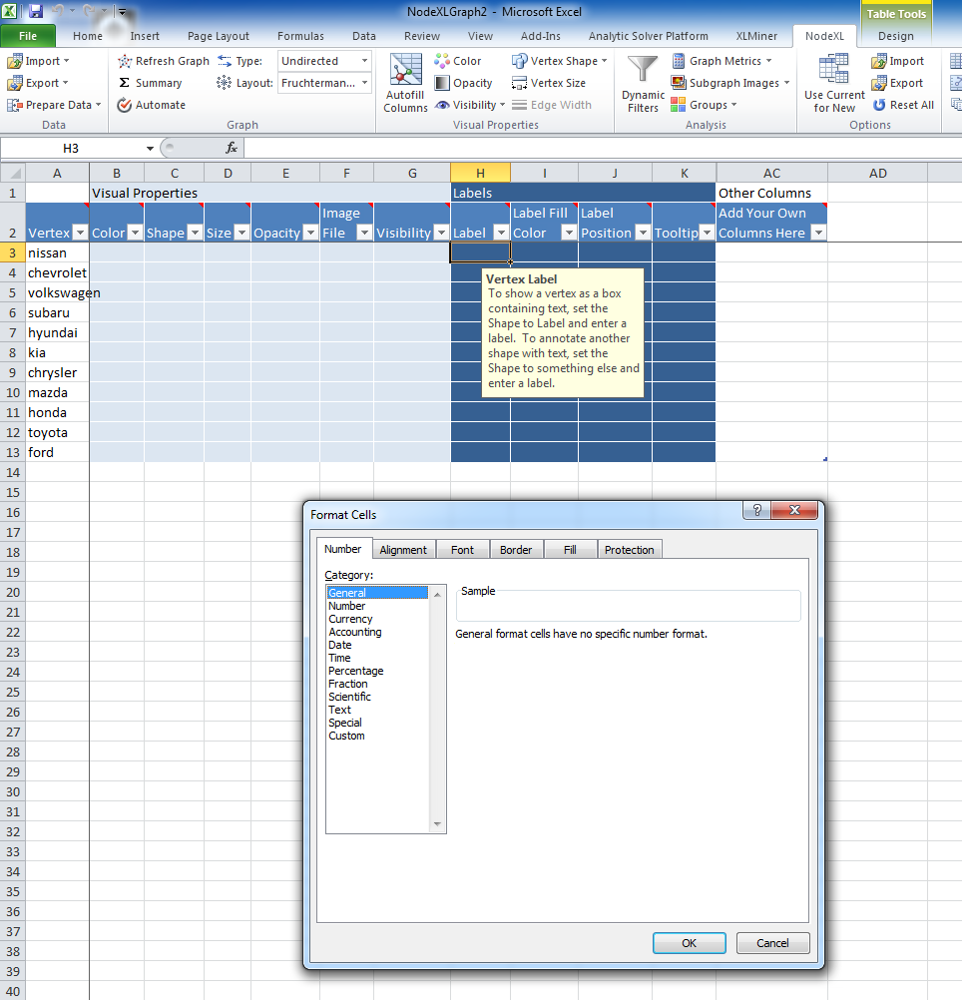 NodeXLGraph2 - Microsoft Excel
Table Tools
File Home Insert Page Layout Formulas Data Review View Add-Ins Analytic Solver Platform XLMiner NodeXL Design
Import Refresh Graph Type: Undirected Color Vertex Shape Graph Metrics Import
Export Summary Layout: Fruchterman... Opacity Vertex Size Subgraph Images Export
Prepare Data Automate Visibility Edge Width Groups Reset All
Autofill Columns
Dynamic Filters
Use Current for New
Data Graph Visual Properties Analysis Options
H3 fx
A B C D E F G H I J K AC AD
1 Visual Properties Labels Other Columns
2 Vertex Color Shape Size Opacity Image File Visibility Label Label Fill Color Label Position Tooltip Add Your Own Columns Here
3 nissan
4 chevrolet
5 volkswagen
6 subaru
7 hyundai
8 kia
9 chrysler
10 mazda
11 honda
12 toyota
13 ford
Vertex Label
To show a vertex as a box
containing text, set the
Shape to Label and enter a
label. To annotate another
shape with text, set the
Shape to something else and
enter a label.
14
15
16
17
18
19
20
21
22
23
24
25
26
27
28
29
30
31
32
33
34
35
36
37
38
39
40
Format Cells ?
Number Alignment Font Border Fill Protection
Category:
General
Number
Currency
Accounting
Date
Time
Percentage
Fraction
Scientific
Text
Special
Custom
Sample
General format cells have no specific number format.
OK Cancel